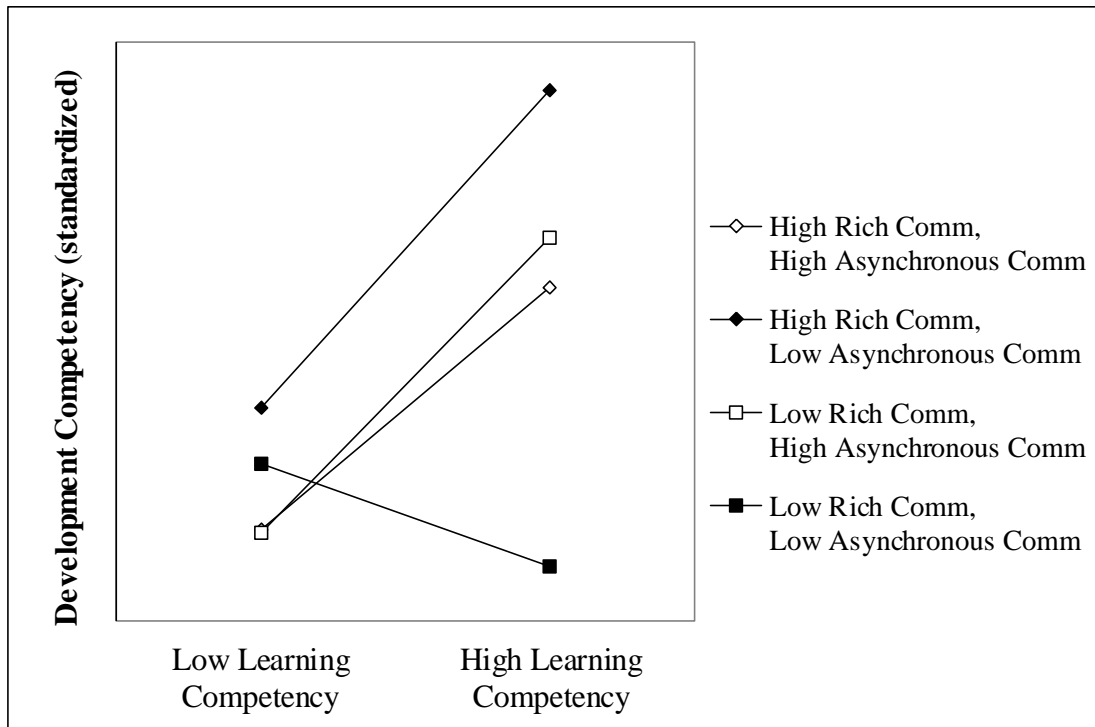 Development Competency (standardized)
Low Learning
Competency
High Learning
Competency
High Rich Comm,
High Asynchronous Comm
High Rich Comm,
Low Asynchronous Comm
Low Rich Comm,
High Asynchronous Comm
Low Rich Comm,
Low Asynchronous Comm